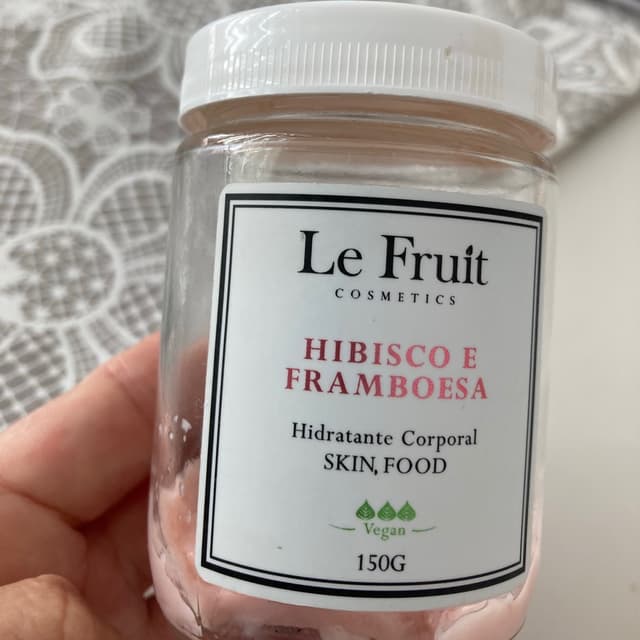 Le Fruit
COSMETICS
HIBISCO E
FRAMBOESA
Hidratante Corporal
SKIN, FOOD
Vegan
150G